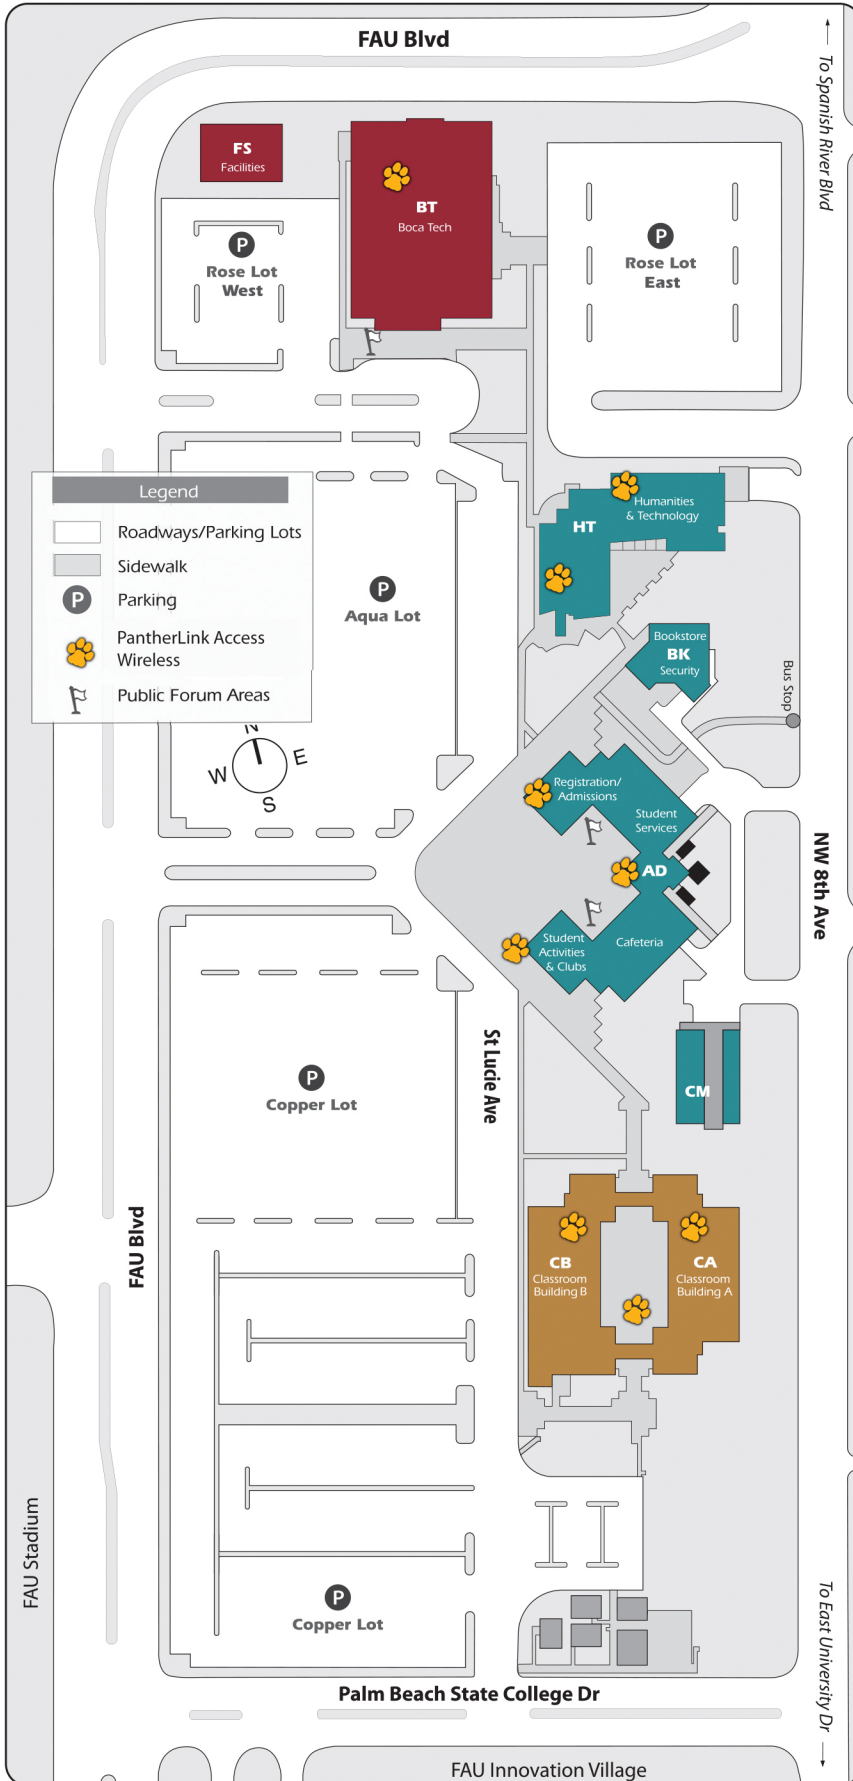 FAU Blvd
To Spanish River Blvd
FS
Facilities
BT
Boca Tech
P
Rose Lot
West
P
Rose Lot
East
Legend
Roadways/Parking Lots
Sidewalk
P
Parking
PantherLink Access
Wireless
Public Forum Areas
N
W
E
S
P
Aqua Lot
Humanities
& Technology
HT
Bookstore
BK
Security
Bus Stop
Registration/
Admissions
Student
Services
AD
Student
Activities
& Clubs
Cafeteria
NW 8th Ave
P
Copper Lot
St Lucie Ave
CM
FAU Blvd
CB
Classroom
Building B
CA
Classroom
Building A
FAU Stadium
P
Copper Lot
To East University Dr
Palm Beach State College Dr
FAU Innovation Village